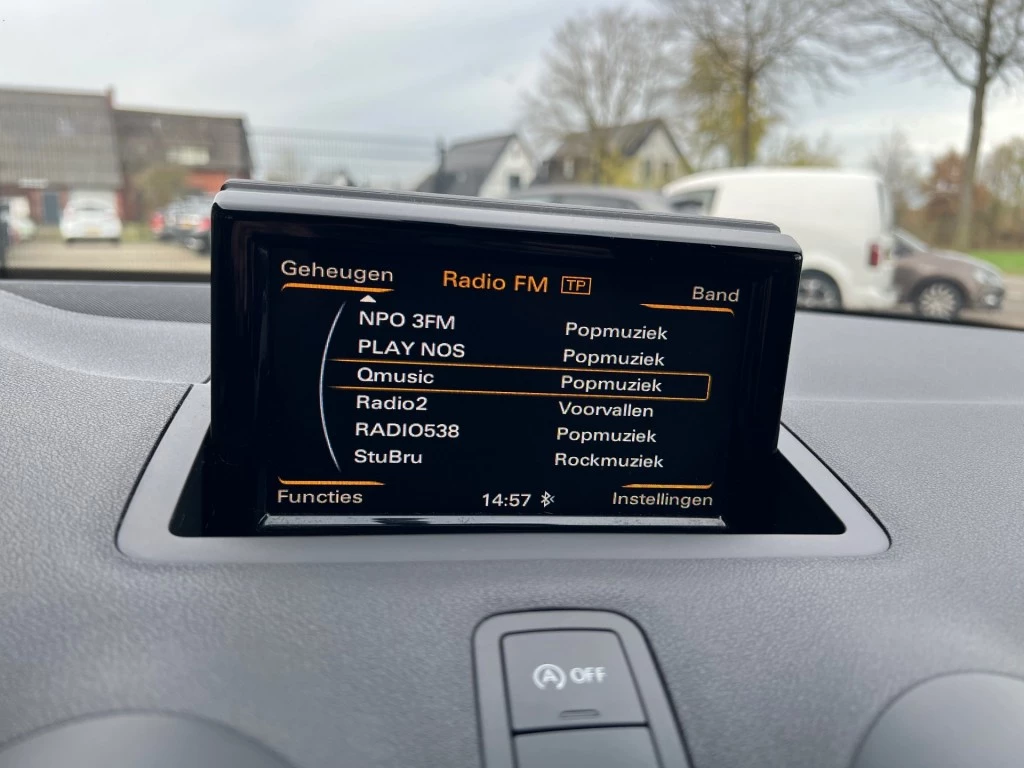 Geheugen Radio FM TP Band
NPO 3FM Popmuziek
PLAY NOS Popmuziek
Qmusic Popmuziek
Radio2 Voorvallen
RADIO538 Popmuziek
StuBru Rockmuziek
Functies 14:57 Instellingen
A OFF